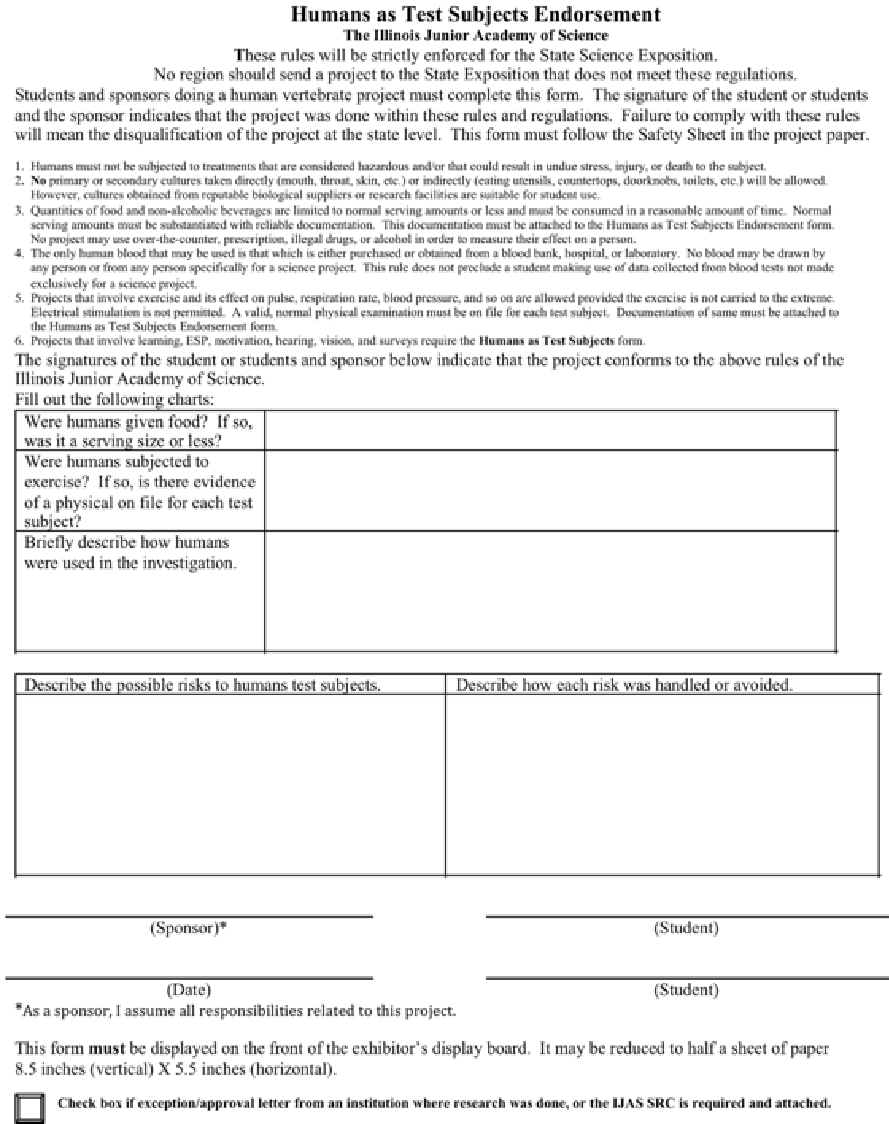 Humans as Test Subjects Endorsement
The Illinois Junior Academy of Science
These rules will be strictly enforced for the State Science Exposition.
No region should send a project to the State Exposition that does not meet these regulations.
Students and sponsors doing a human vertebrate project must complete this form. The signature of the student or students
and the sponsor indicates that the project was done within these rules and regulations. Failure to comply with these rules
will mean the disqualification of the project at the state level. This form must follow the Safety Sheet in the project paper.
1. Humans must not be subjected to treatments that are considered hazardous and/or that could result in undue stress, injury, or death to the subject.
2. No primary or secondary cultures taken directly (mouth, throat, skin, etc.) or indirectly (eating utensils, countertops, doorknobs, toilets, etc.) will be allowed.
However, cultures obtained from reputable biological suppliers or research facilities are suitable for student use.
3. Quantities of food and non-alcoholic beverages are limited to normal serving amounts or less and must be consumed in a reasonable amount of time. Normal
serving amounts must be substantiated with reliable documentation. This documentation must be attached to the Humans as Test Subjects Endorsement form.
No project may use over-the-counter, prescription, illegal drugs, or alcohol in order to measure their effect on a person.
4. The only human blood that may be used is that which is either purchased or obtained from a blood bank, hospital, or laboratory. No blood may be drawn by
any person or from any person specifically for a science project. This rule does not preclude a student making use of data collected from blood tests not made
exclusively for a science project.
5. Projects that involve exercise and its effect on pulse, respiration rate, blood pressure, and so on are allowed provided the exercise is not carried to the extreme.
Electrical stimulation is not permitted. A valid, normal physical examination must be on file for each test subject. Documentation of same must be attached to
the Humans as Test Subjects Endorsement form.
6. Projects that involve learning, ESP, motivation, hearing, vision, and surveys require the Humans as Test Subjects form.
The signatures of the student or students and sponsor below indicate that the project conforms to the above rules of the
Illinois Junior Academy of Science.
Fill out the following charts:
Were humans given food? If so,
was it a serving size or less?
Were humans subjected to
exercise? If so, is there evidence
of a physical on file for each test
subject?
Briefly describe how humans
were used in the investigation.
Describe the possible risks to humans test subjects.
Describe how each risk was handled or avoided.
(Sponsor)*
(Student)
(Date)
(Student)
*As a sponsor, I assume all responsibilities related to this project.
This form must be displayed on the front of the exhibitor's display board. It may be reduced to half a sheet of paper
8.5 inches (vertical) X 5.5 inches (horizontal).
Check box if exception/approval letter from an institution where research was done, or the IJAS SRC is required and attached.